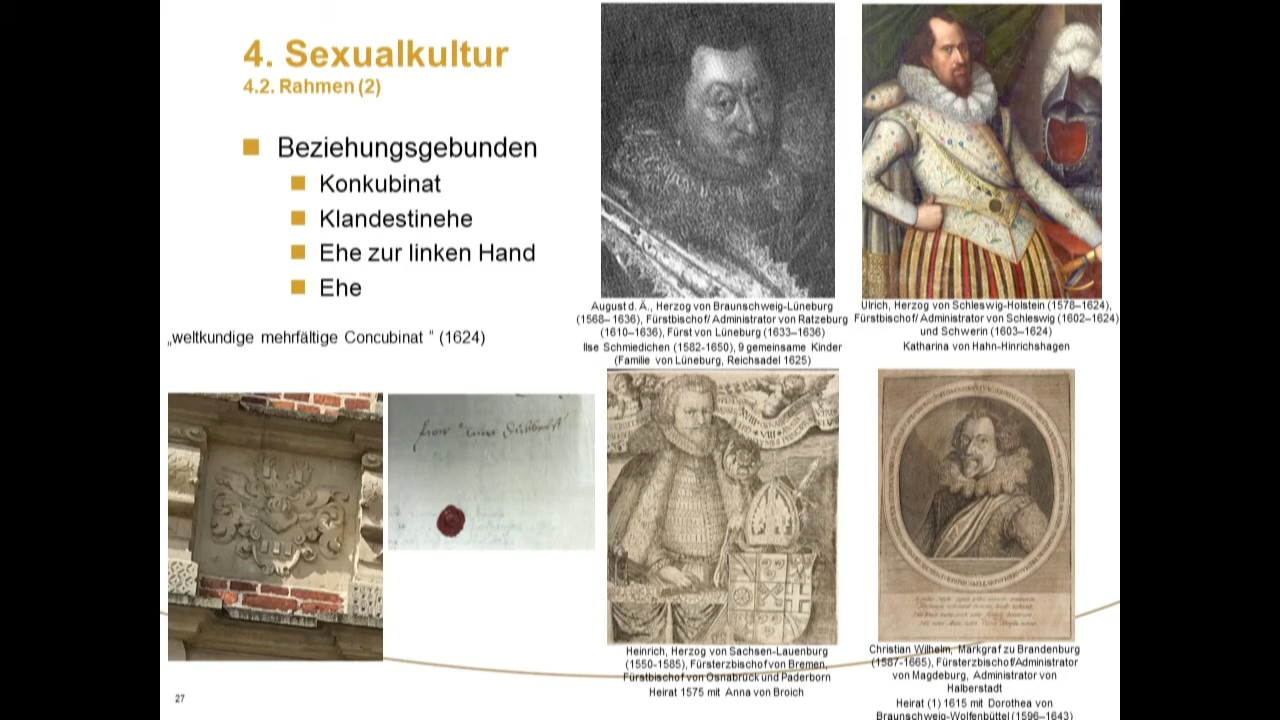 4. Sexualkultur
4.2. Rahmen (2)
Beziehungsgebunden
Konkubinat
Klandestinehe
Ehe zur linken Hand
Ehe
„weltkundige mehrfältige Concubinat “ (1624)
August d. Ä., Herzog von Braunschweig-Lüneburg
(1568– 1636), Fürstbischof/ Administrator von Ratzeburg
(1610–1636), Fürst von Lüneburg (1633–1636)
Ilse Schmiedichen (1582-1650), 9 gemeinsame Kinder
(Familie von Lüneburg, Reichsadel 1625)
Ulrich, Herzog von Schleswig-Holstein (1578–1624),
Fürstbischof/ Administrator von Schleswig (1602–1624)
und Schwerin (1603–1624)
Katharina von Hahn-Hinrichshagen
Heinrich, Herzog von Sachsen-Lauenburg
(1550-1585), Fürsterzbischof von Bremen,
Fürstbischof von Osnabrück und Paderborn
Heirat 1575 mit Anna von Broich
Christian Wilhelm, Markgraf zu Brandenburg
(1587-1665), Fürsterzbischof/Administrator
von Magdeburg, Administrator von
Halberstadt
Heirat (1) 1615 mit Dorothea von
Braunschweig-Wolfenbüttel (1596–1643)
27